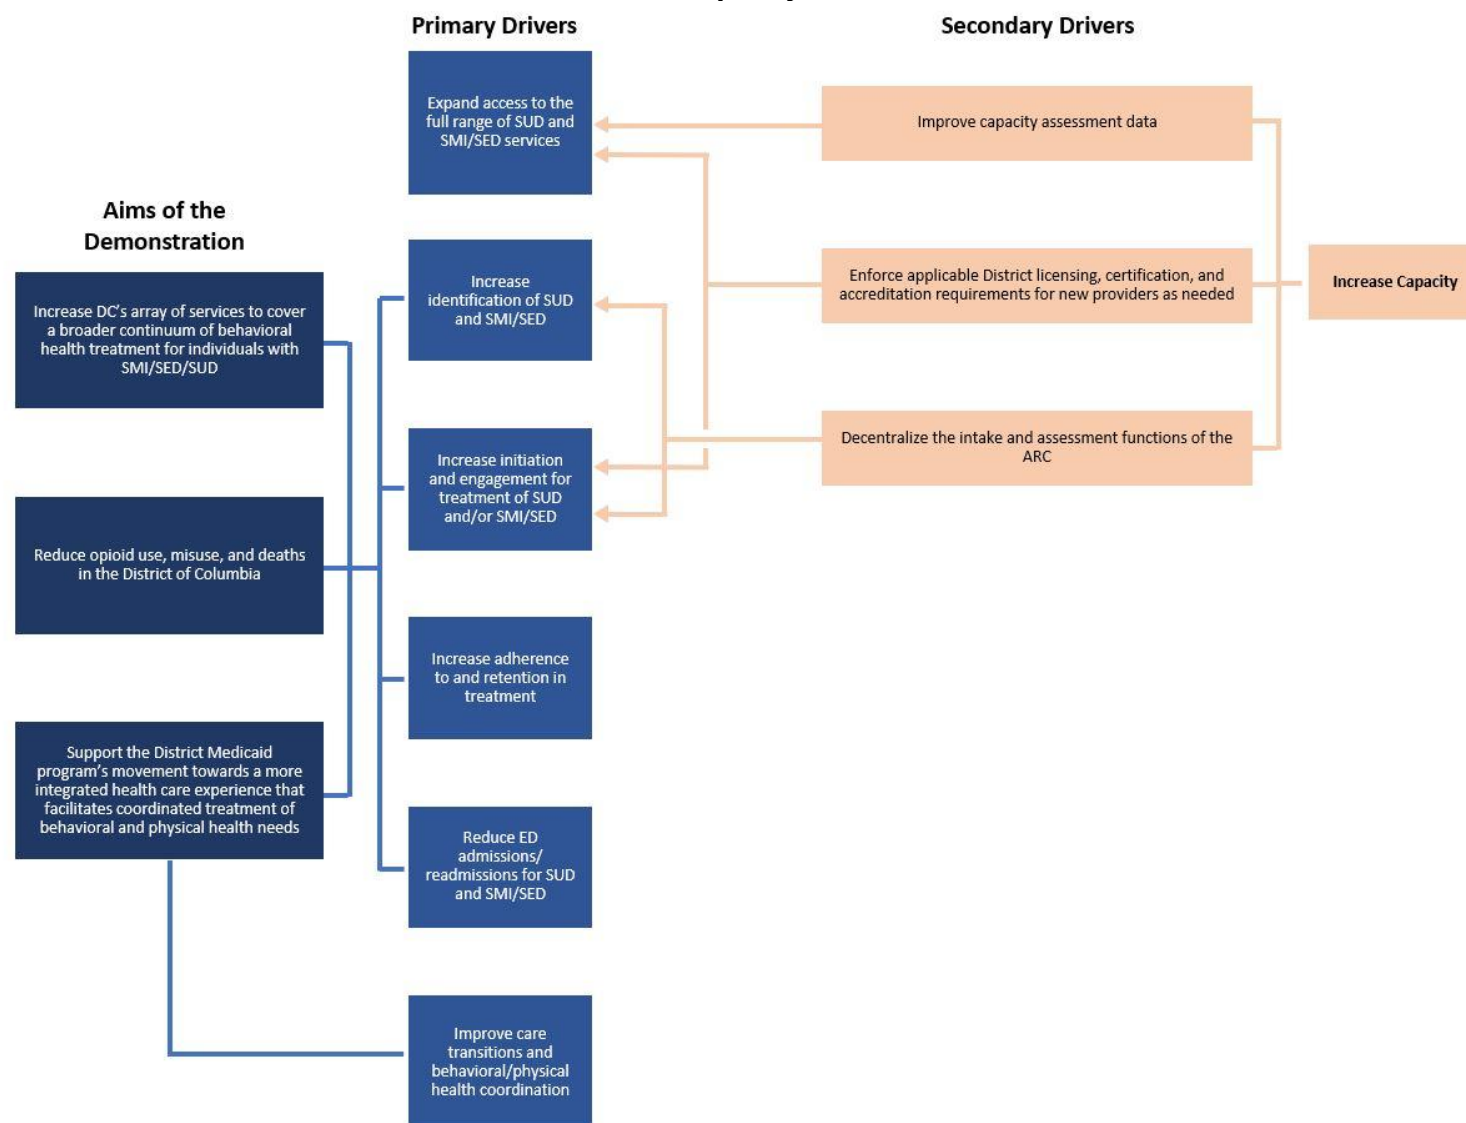 Primary Drivers
Secondary Drivers
Expand access to the
full range of SUD and
SMI/SED services
Improve capacity assessment data
Aims of the
Demonstration
Increase DC's array of services to cover
a broader continuum of behavioral
health treatment for individuals with
SMI/SED/SUD
Increase
identification of SUD
and SMI/SED
Enforce applicable District licensing, certification, and
accreditation requirements for new providers as needed
Increase Capacity
Increase initiation
and engagement for
treatment of SUD
and/or SMI/SED
Decentralize the intake and assessment functions of the
ARC
Reduce opioid use, misuse, and deaths
in the District of Columbia
Increase adherence
to and retention in
treatment
Support the District Medicaid
program's movement towards a more
integrated health care experience that
facilitates coordinated treatment of
behavioral and physical health needs
Reduce ED
admissions/
readmissions for SUD
and SMI/SED
Improve care
transitions and
behavioral/physical
health coordination